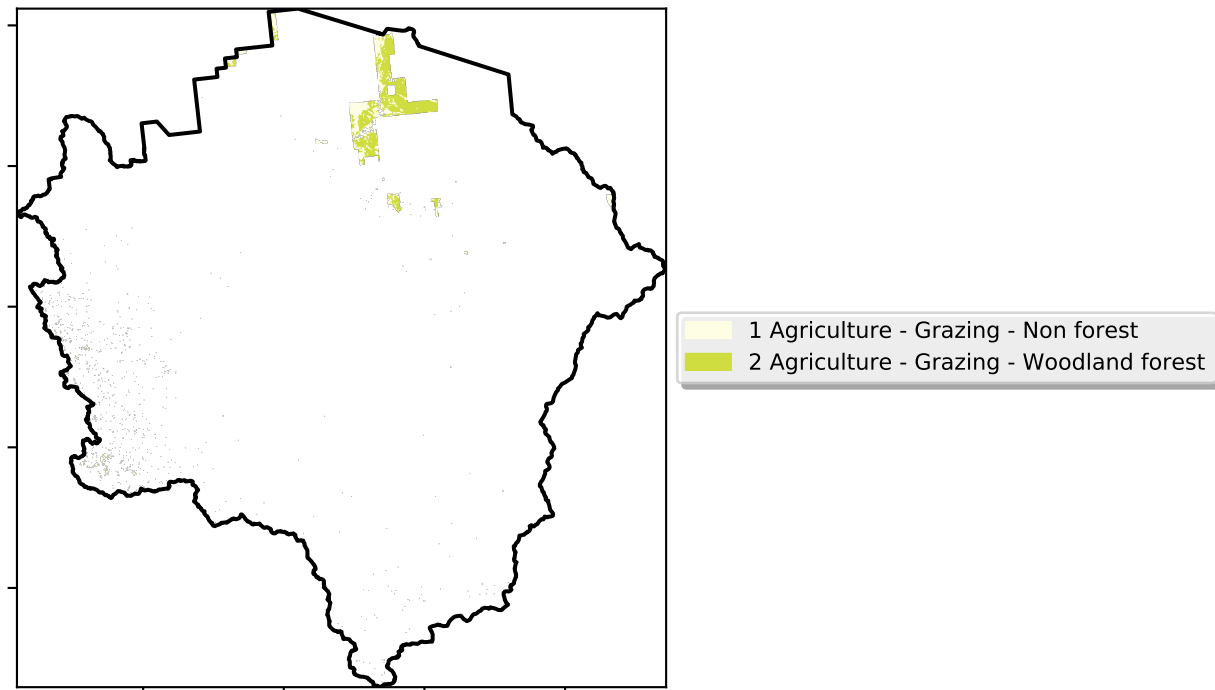 1 Agriculture - Grazing - Non forest
2 Agriculture - Grazing - Woodland forest